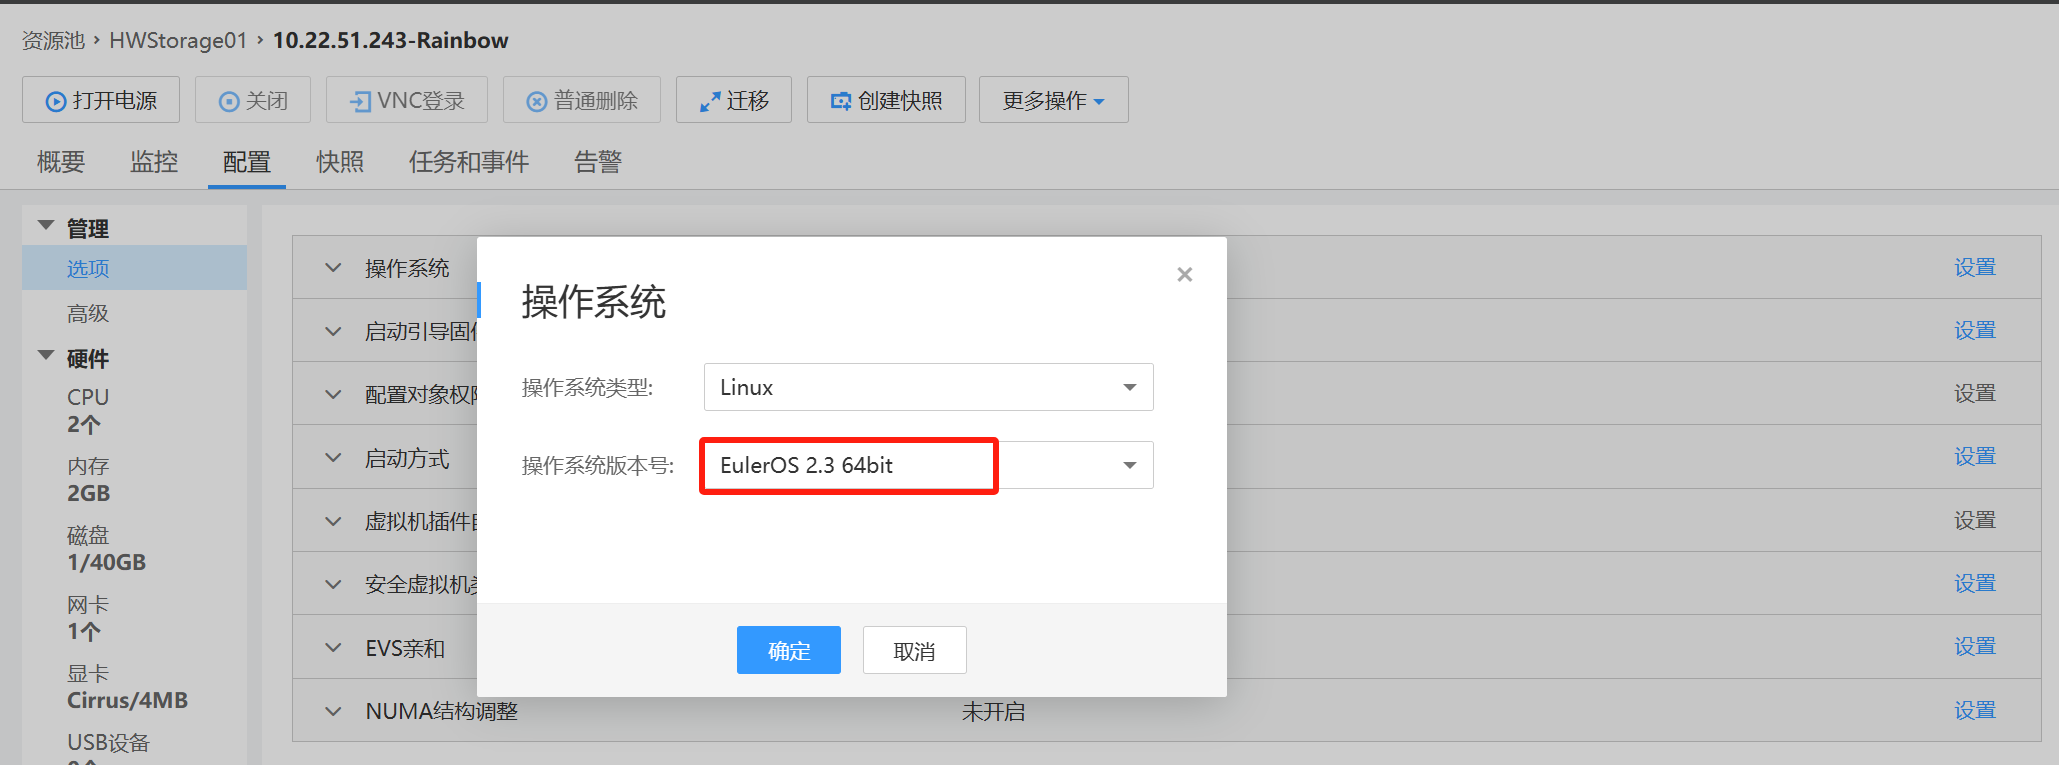 资源池 › HWStorage01 › 10.22.51.243-Rainbow
打开电源 关闭 VNC登录 普通删除 迁移 创建快照 更多操作
概要 监控 配置 快照 任务和事件 告警
管理
选项
高级
硬件
CPU
2个
内存
2GB
磁盘
1/40GB
网卡
1个
显卡
Cirrus/4MB
USB设备
操作系统 设置
启动引导固 设置
配置对象权 设置
启动方式 设置
虚拟机插件 设置
安全虚拟机 设置
EVS亲和 设置
NUMA结构调整 未开启 设置
操作系统 ×
操作系统类型: Linux
操作系统版本号: EulerOS 2.3 64bit
确定 取消